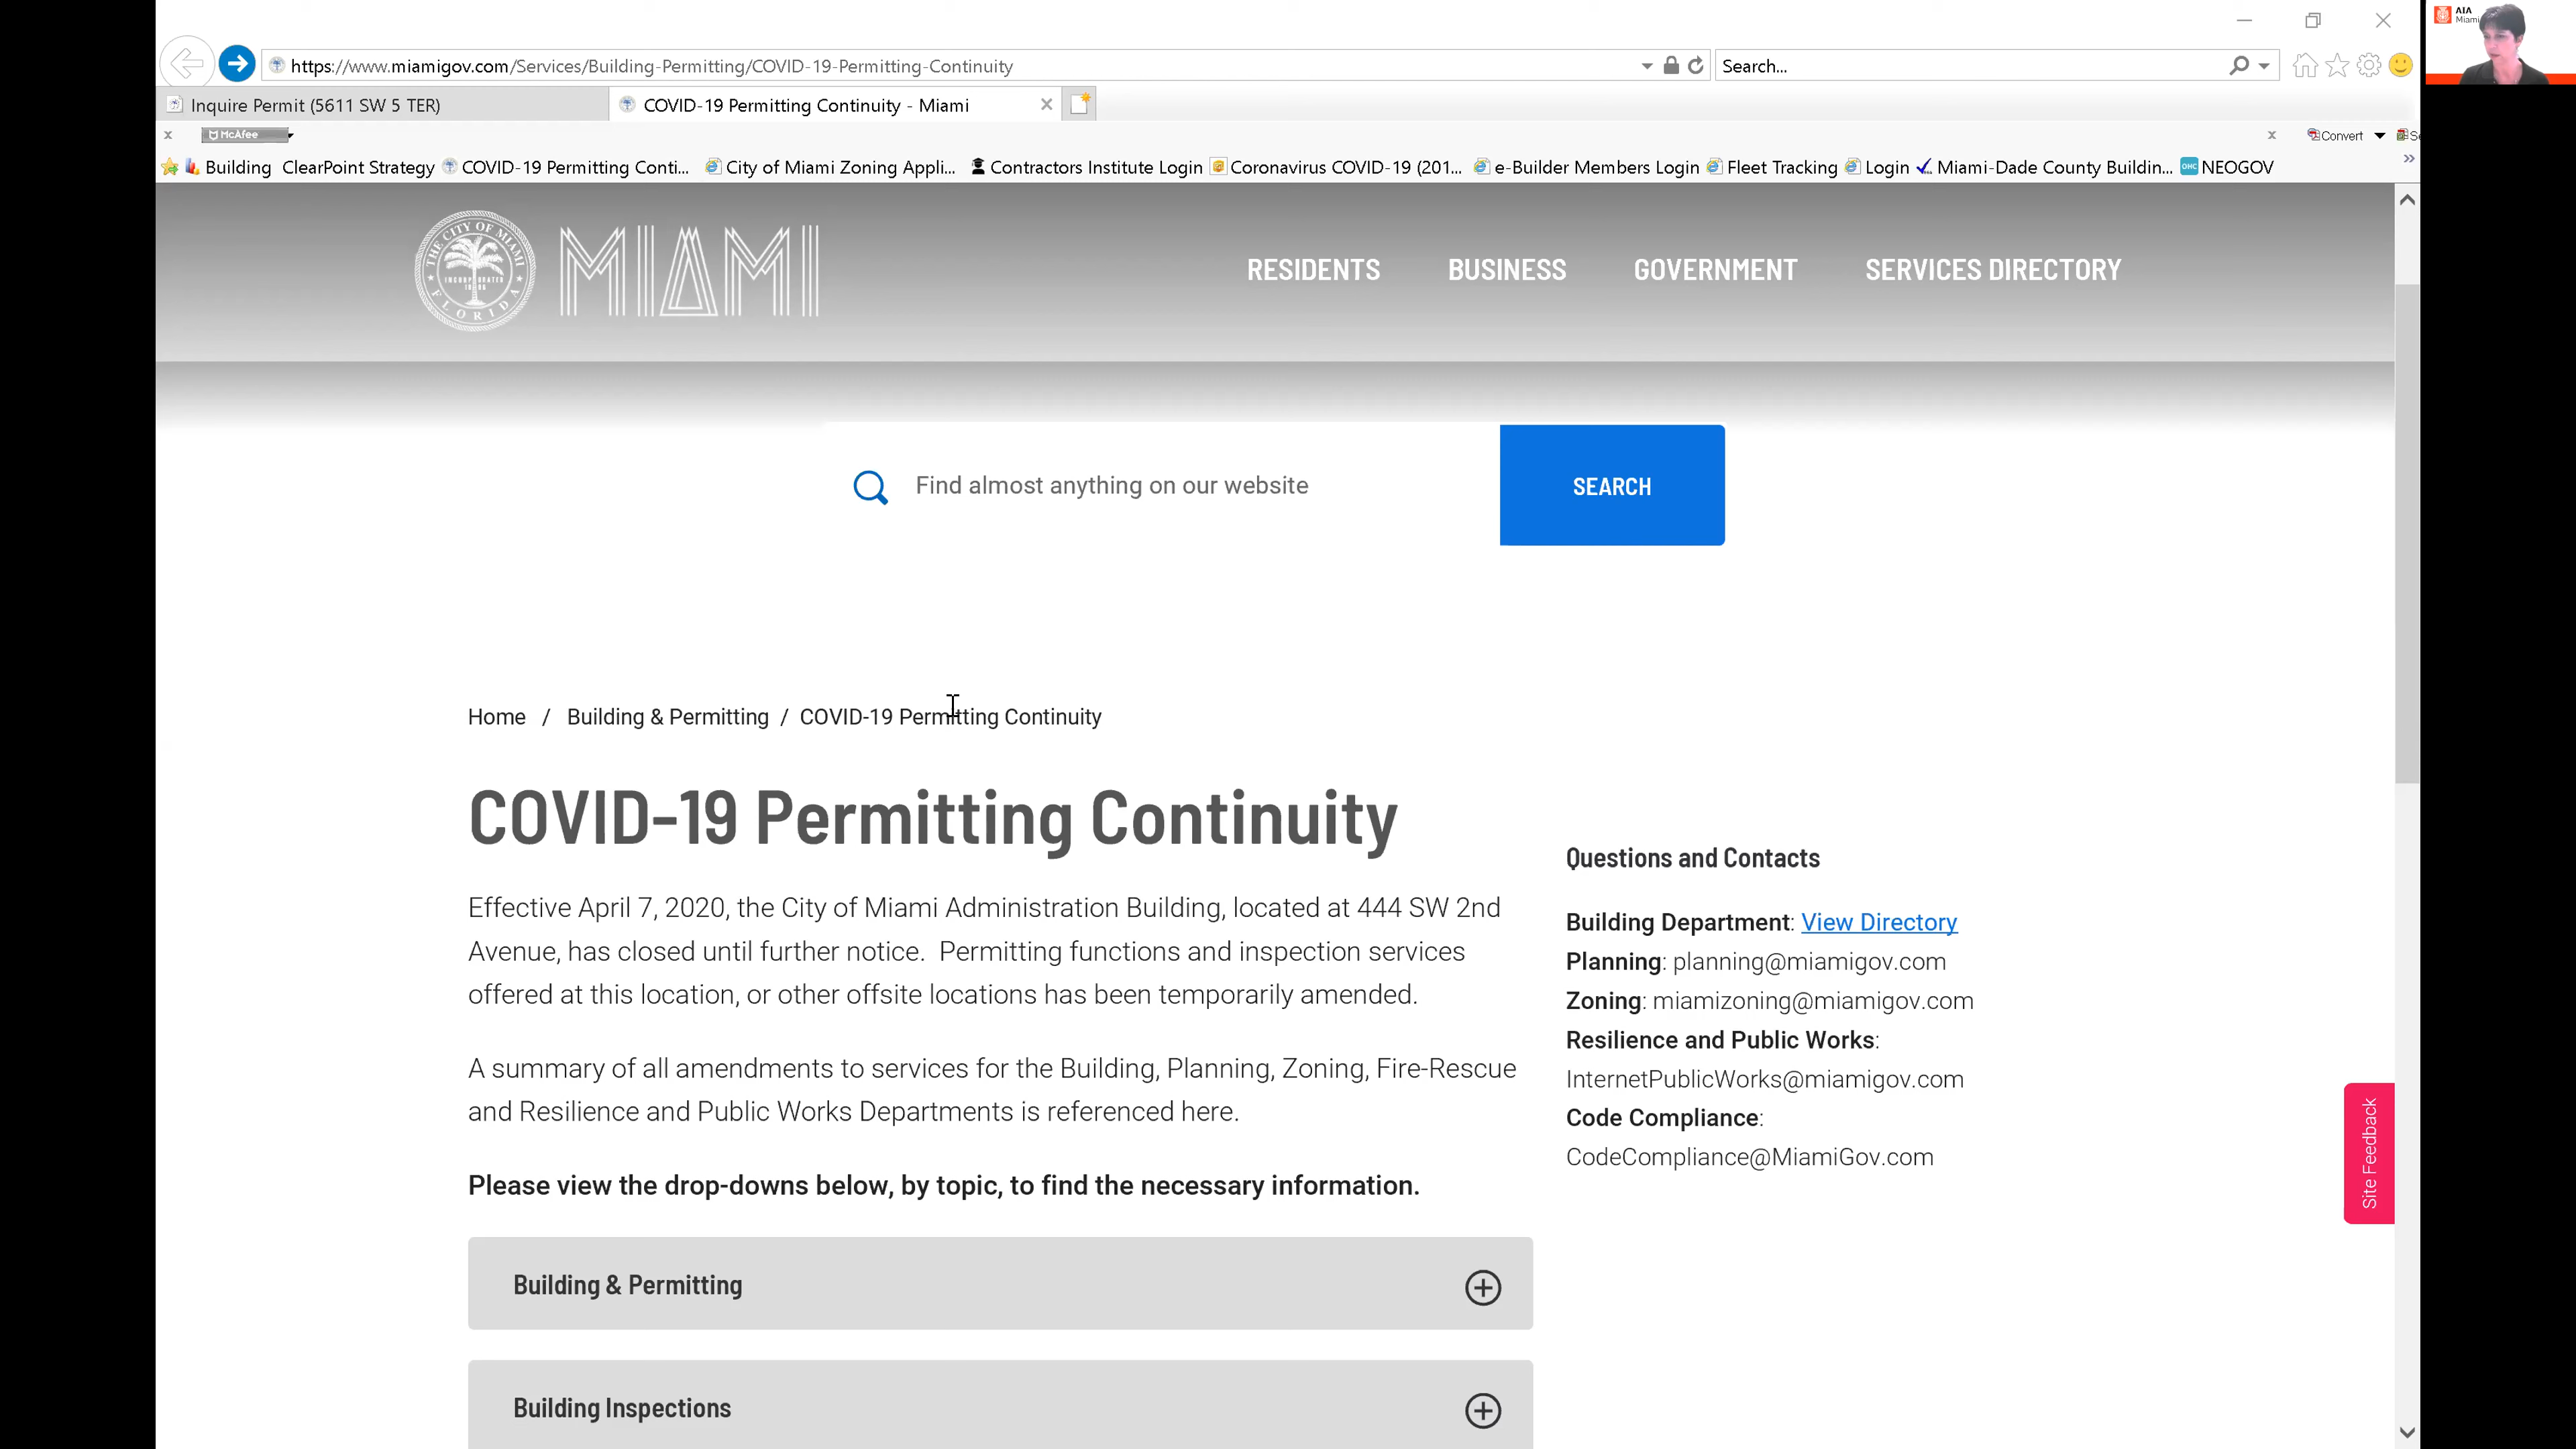 AIA
Miami
https://www.miamigov.com/Services/Building-Permitting/COVID-19-Permitting-Continuity
Search...
Inquire Permit (5611 SW 5 TER)
COVID-19 Permitting Continuity - Miami
McAfee
Convert
Building
ClearPoint Strategy
COVID-19 Permitting Conti...
City of Miami Zoning Appli...
Contractors Institute Login
Coronavirus COVID-19 (201...
e-Builder Members Login
Fleet Tracking
Login
Miami-Dade County Buildin...
NEOGOV
THE CITY OF MIAMI
INCORPORATED
FLORIDA
MIAMI
RESIDENTS
BUSINESS
GOVERNMENT
SERVICES DIRECTORY
Find almost anything on our website
SEARCH
Home / Building & Permitting / COVID-19 Permitting Continuity
COVID-19 Permitting Continuity
Effective April 7, 2020, the City of Miami Administration Building, located at 444 SW 2nd
Avenue, has closed until further notice. Permitting functions and inspection services
offered at this location, or other offsite locations has been temporarily amended.
A summary of all amendments to services for the Building, Planning, Zoning, Fire-Rescue
and Resilience and Public Works Departments is referenced here.
Please view the drop-downs below, by topic, to find the necessary information.
Building & Permitting
Building Inspections
Questions and Contacts
Building Department: View Directory
Planning: planning@miamigov.com
Zoning: miamizoning@miamigov.com
Resilience and Public Works:
InternetPublicWorks@miamigov.com
Code Compliance:
CodeCompliance@MiamiGov.com
Site Feedback